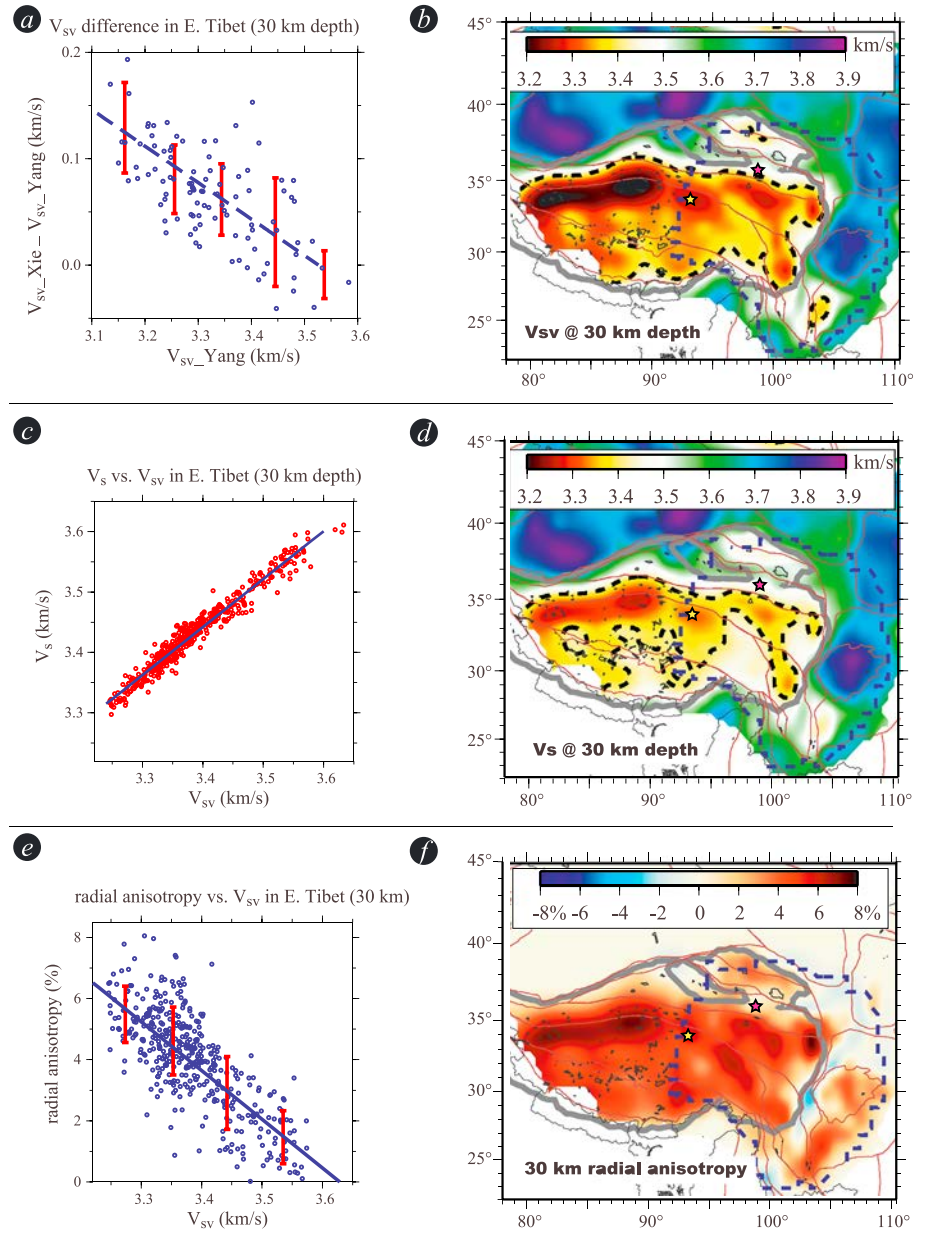 a
V_sv difference in E. Tibet (30 km depth)
0.2
0.1
0.0
V_sv_Xie – V_sv_Yang (km/s)
3.1 3.2 3.3 3.4 3.5 3.6
V_sv_Yang (km/s)
b
45°
40°
35°
30°
25°
km/s
3.2 3.3 3.4 3.5 3.6 3.7 3.8 3.9
Vsv @ 30 km depth
80° 90° 100° 110°
c
V_s vs. V_sv in E. Tibet (30 km depth)
3.6
3.5
3.4
3.3
V_s (km/s)
3.3 3.4 3.5 3.6
V_sv (km/s)
d
45°
40°
35°
30°
25°
km/s
3.2 3.3 3.4 3.5 3.6 3.7 3.8 3.9
Vs @ 30 km depth
80° 90° 100° 110°
e
radial anisotropy vs. V_sv in E. Tibet (30 km)
8
6
4
2
0
radial anisotropy (%)
3.3 3.4 3.5 3.6
V_sv (km/s)
f
45°
40°
35°
30°
25°
-8% -6 -4 -2 0 2 4 6 8%
30 km radial anisotropy
80° 90° 100° 110°